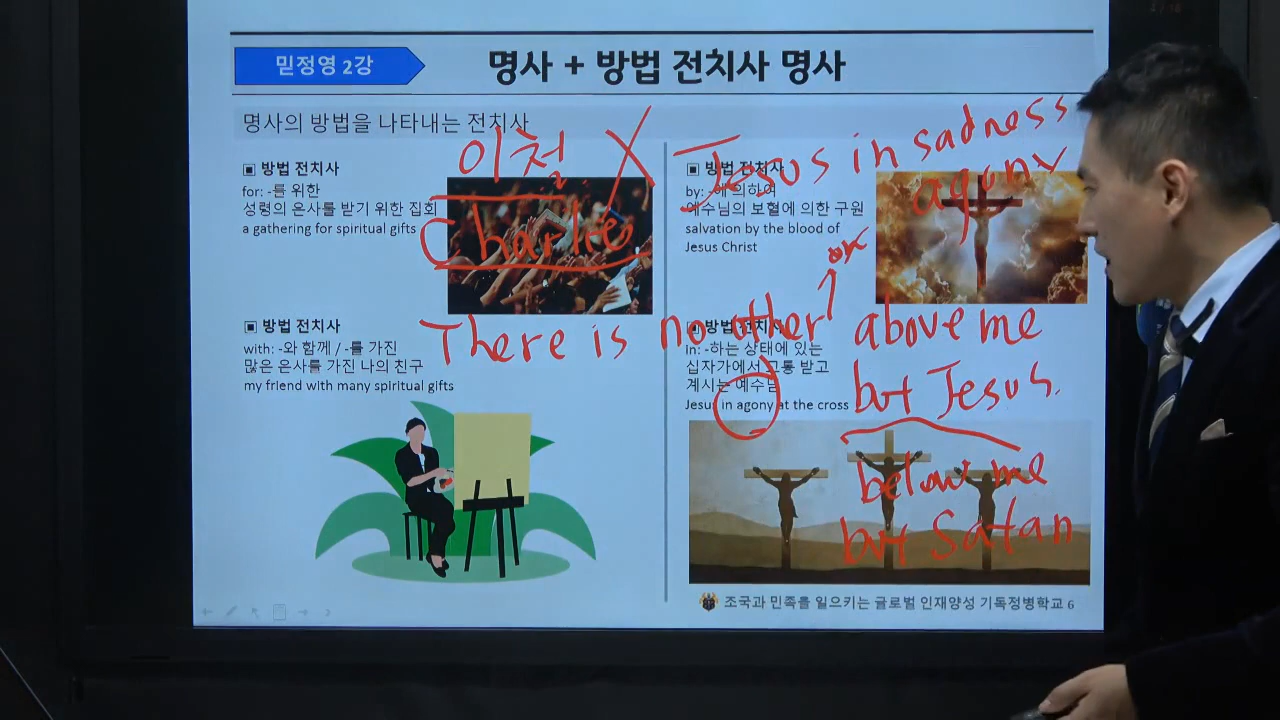 믿정영 2강
명사 + 방법 전치사 명사
명사의 방법을 나타내는 전치사
▣ 방법 전치사
for: -를 위한
성령의 은사를 받기 위한 집회
a gathering for spiritual gifts
이철
Charlie
▣ 방법 전치사
by: -에 의하여
예수님의 보혈에 의한 구원
salvation by the blood of
Jesus Christ
Jesus in sadness
agony
▣ 방법 전치사
with: -와 함께 / -를 가진
많은 은사를 가진 나의 친구
my friend with many spiritual gifts
▣ 방법 전치사
in: -하는 상태에 있는
십자가에서 고통 받고
계시는 예수님
Jesus in agony at the cross
There is no other above me
or
but Jesus.
below me
but Satan
조국과 민족을 일으키는 글로벌 인재양성 기독정병학교 6